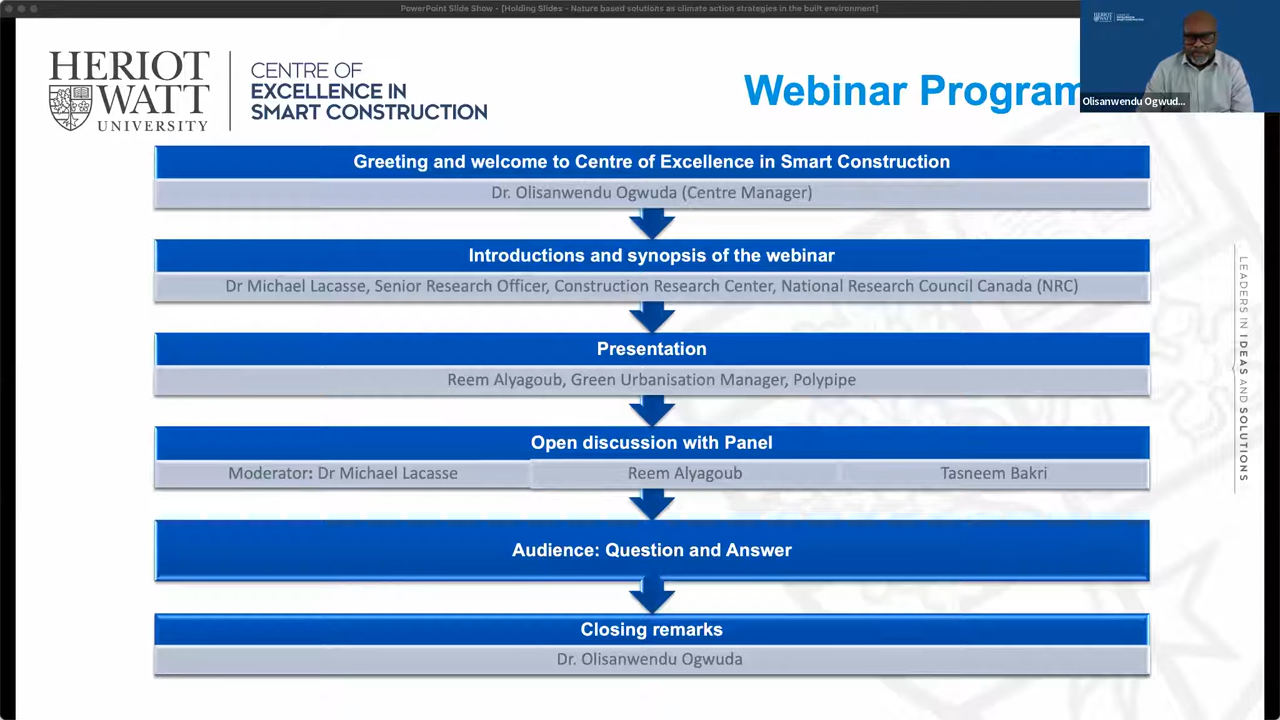 PowerPoint Slide Show - [Holding Slides - Nature based solutions as climate action strategies in the built environment]
HERIOT
WATT
UNIVERSITY
CENTRE OF
EXCELLENCE IN
SMART CONSTRUCTION
Webinar Program
Olisanwendu Ogwud...
Greeting and welcome to Centre of Excellence in Smart Construction
Dr. Olisanwendu Ogwuda (Centre Manager)
Introductions and synopsis of the webinar
Dr Michael Lacasse, Senior Research Officer, Construction Research Center, National Research Council Canada (NRC)
Presentation
Reem Alyagoub, Green Urbanisation Manager, Polypipe
Open discussion with Panel
Moderator: Dr Michael Lacasse
Reem Alyagoub
Tasneem Bakri
Audience: Question and Answer
Closing remarks
Dr. Olisanwendu Ogwuda
LEADERS IN IDEAS AND SOLUTIONS